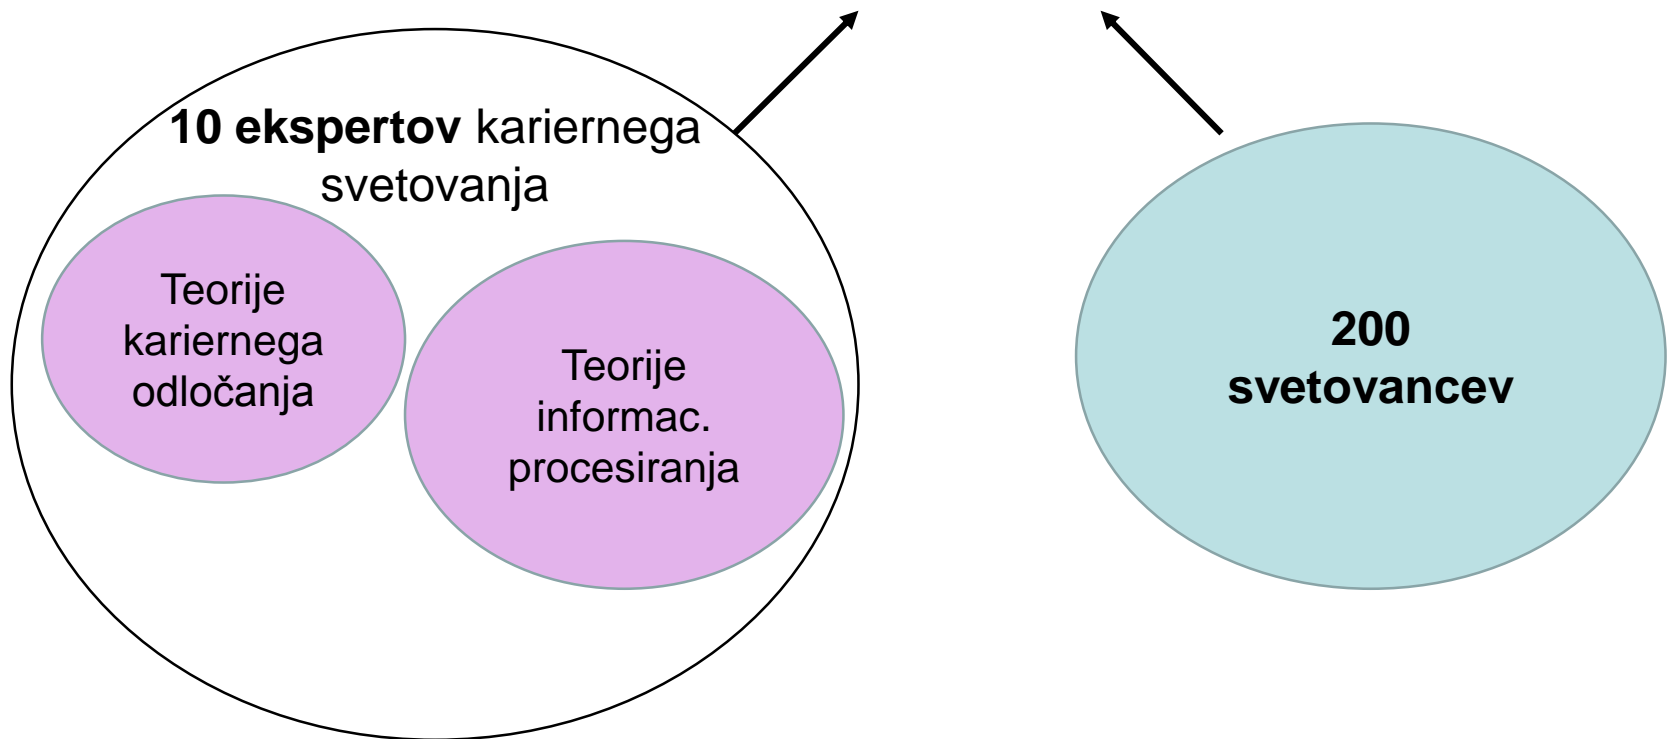 10 ekspertov kariernega
svetovanja
Teorije
kariernega
odločanja
Teorije
informac.
procesiranja
200
svetovancev